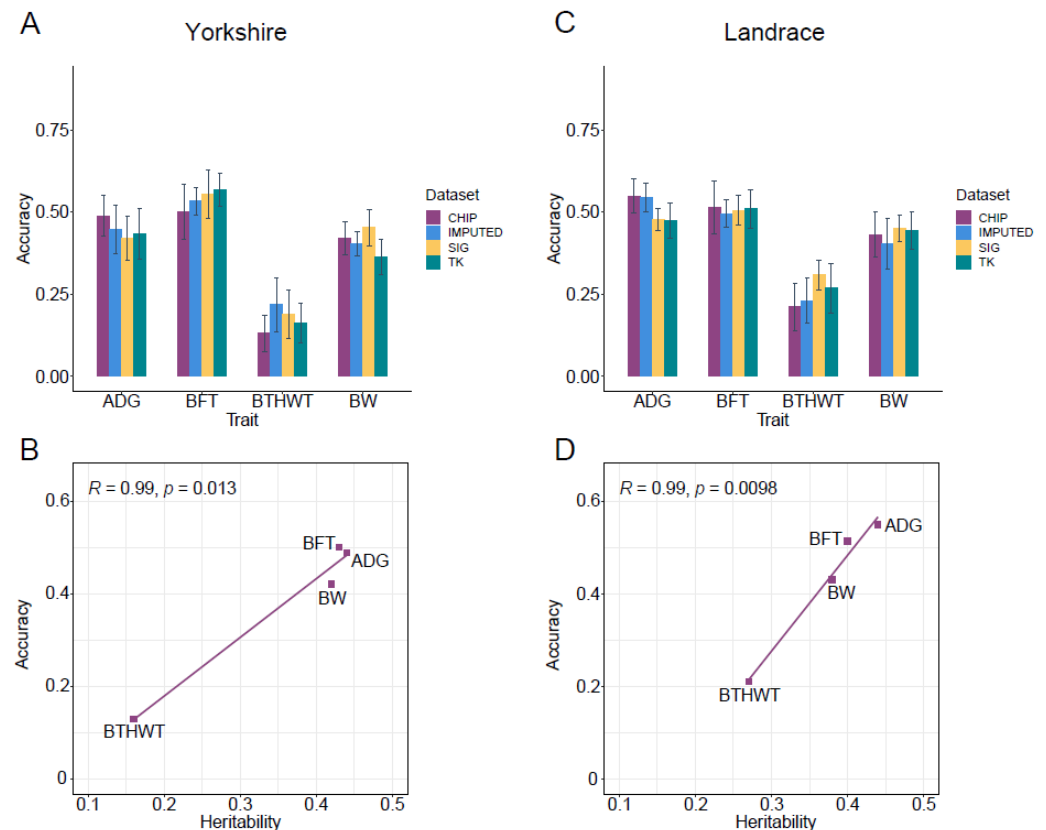 A
Yorkshire
Accuracy
0.75
0.50
0.25
0.00
ADG BFT BTHWT BW
Trait
Dataset
CHIP
IMPUTED
SIG
TK
C
Landrace
Accuracy
0.75
0.50
0.25
0.00
ADG BFT BTHWT BW
Trait
Dataset
CHIP
IMPUTED
SIG
TK
B
R = 0.99, p = 0.013
Accuracy
0.6
0.4
0.2
0
BFT
ADG
BW
BTHWT
0.1 0.2 0.3 0.4 0.5
Heritability
D
R = 0.99, p = 0.0098
Accuracy
0.6
0.4
0.2
0
ADG
BFT
BW
BTHWT
0.1 0.2 0.3 0.4 0.5
Heritability